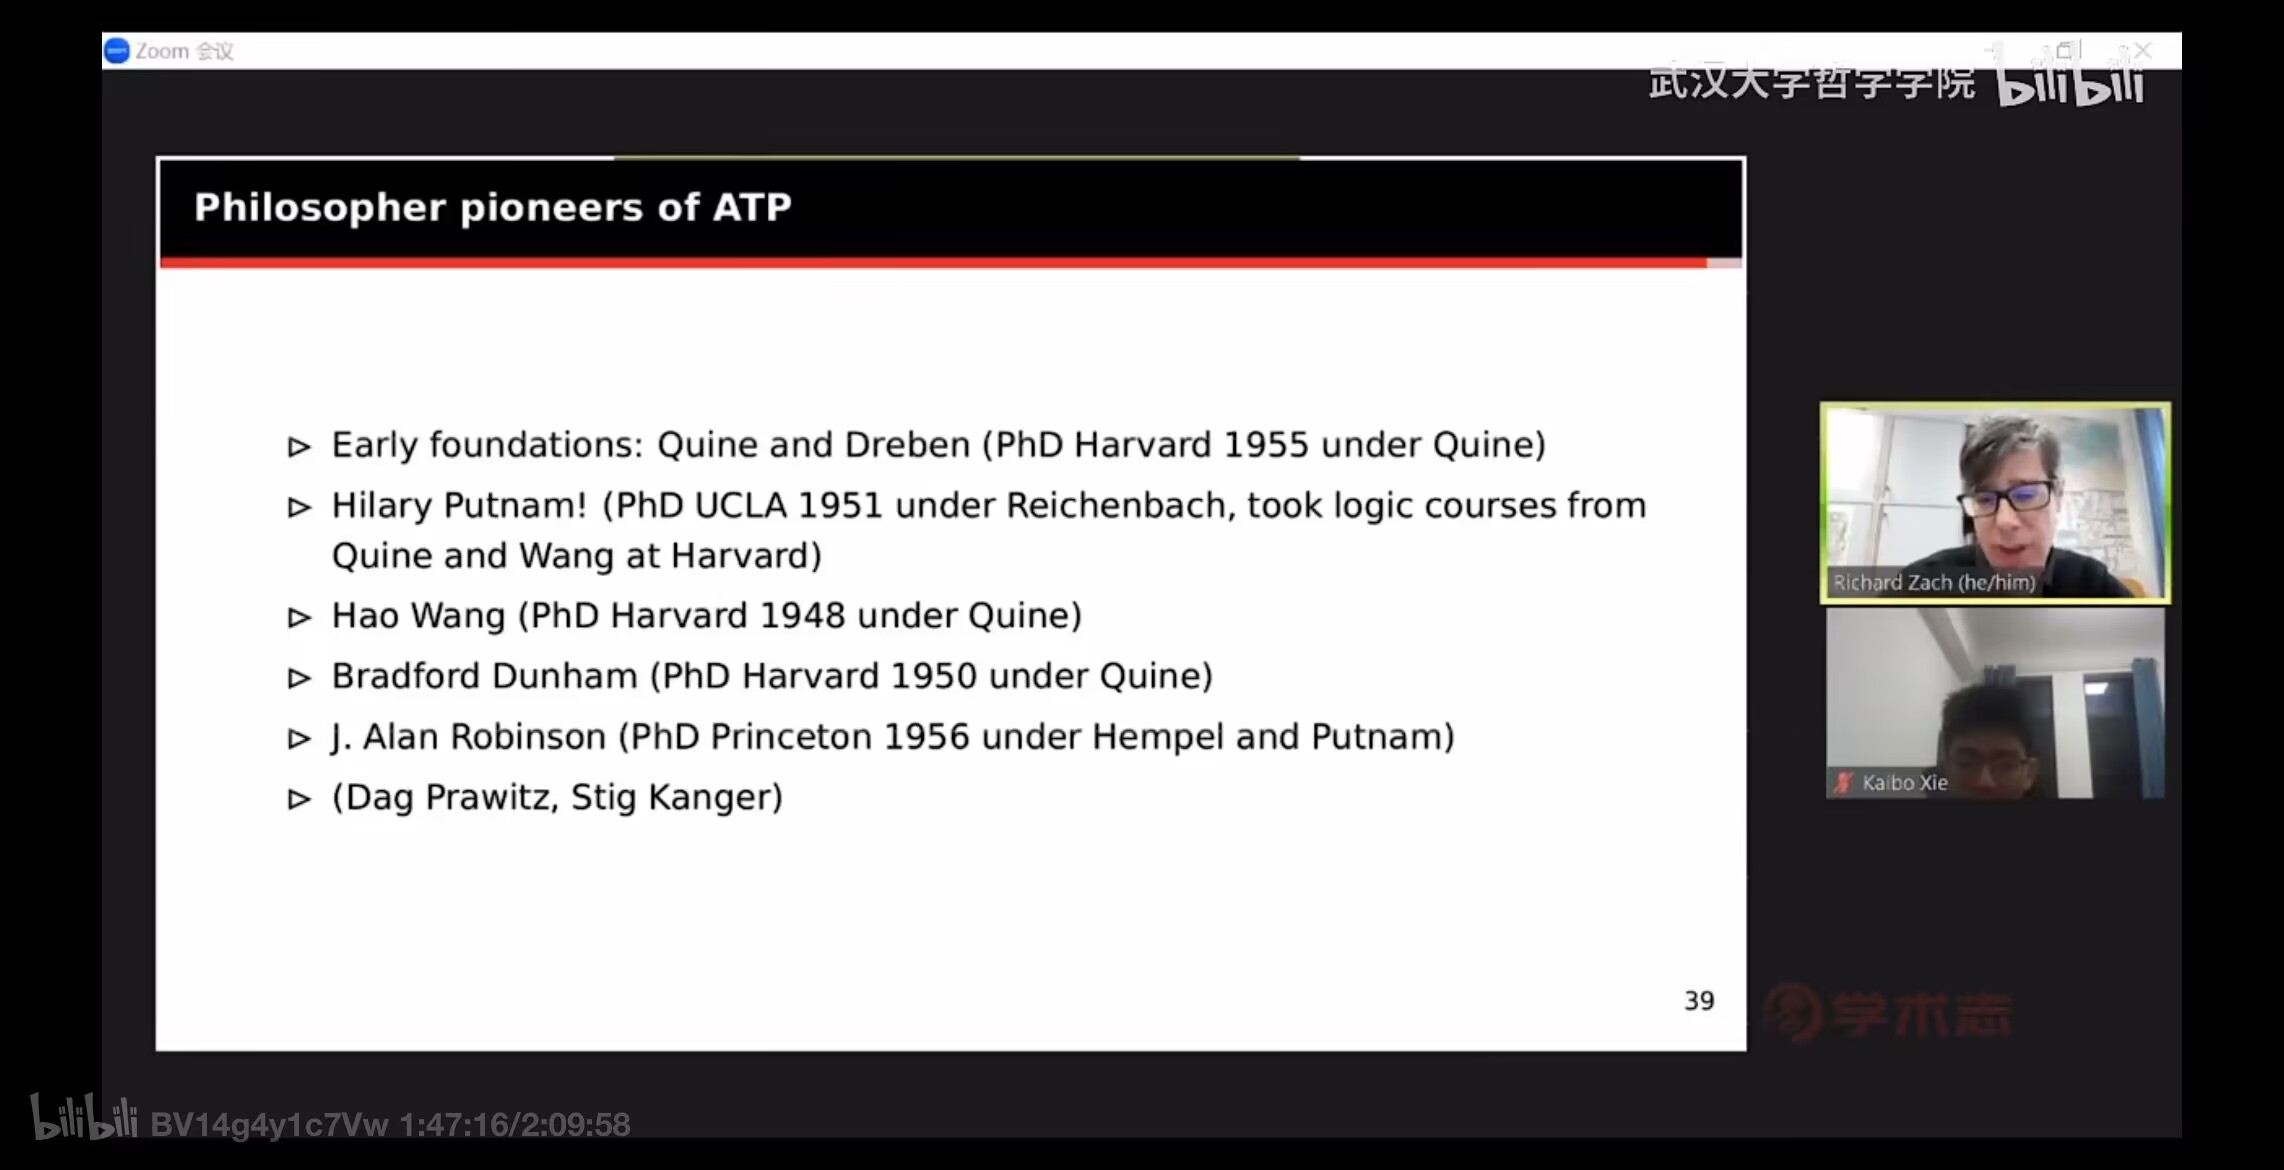 Zoom 会议
武汉大学哲学学院 bilibili
Philosopher pioneers of ATP
▷ Early foundations: Quine and Dreben (PhD Harvard 1955 under Quine)
▷ Hilary Putnam! (PhD UCLA 1951 under Reichenbach, took logic courses from
Quine and Wang at Harvard)
▷ Hao Wang (PhD Harvard 1948 under Quine)
▷ Bradford Dunham (PhD Harvard 1950 under Quine)
▷ J. Alan Robinson (PhD Princeton 1956 under Hempel and Putnam)
▷ (Dag Prawitz, Stig Kanger)
39
Richard Zach (he/him)
Kaibo Xie
学术志
bilibili BV14g4y1c7Vw 1:47:16/2:09:58